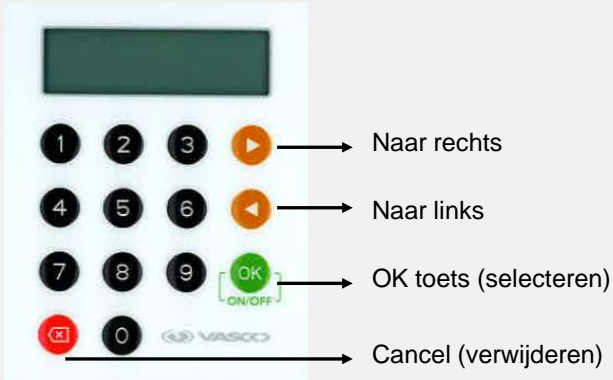 1 2 3 Naar rechts
4 5 6 Naar links
7 8 9 OK OK toets (selecteren)
ON/OFF
0 VASCO
Cancel (verwijderen)